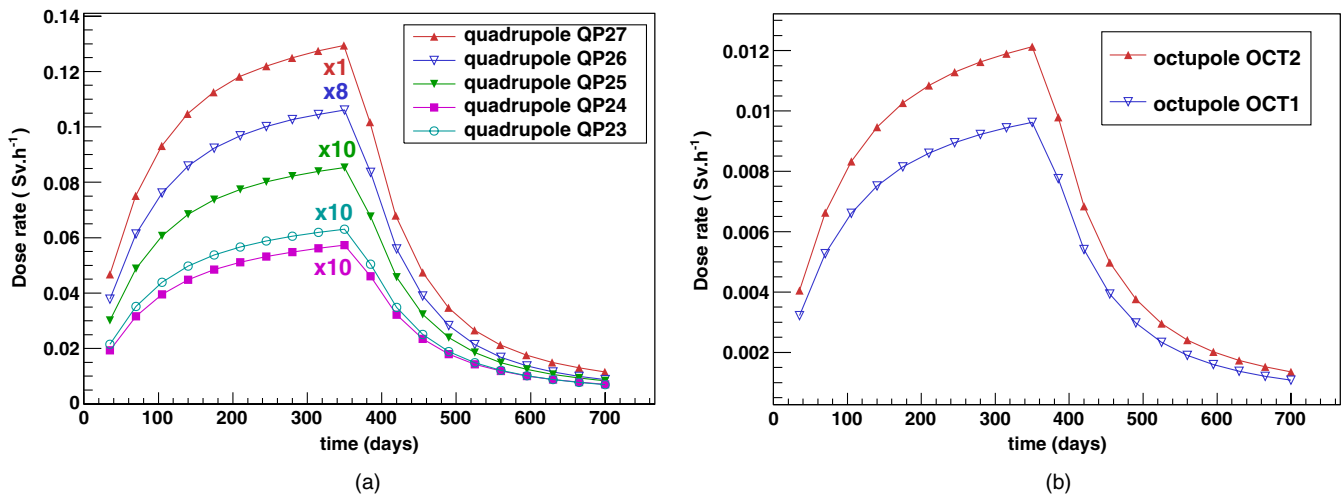 0.14
0.12
0.1
0.08
0.06
0.04
0.02
0
Dose rate ( Sv.h⁻¹)
quadrupole QP27
quadrupole QP26
quadrupole QP25
quadrupole QP24
quadrupole QP23
x1
x8
x10
x10
x10
0 100 200 300 400 500 600 700
time (days)
(a)
0.012
0.01
0.008
0.006
0.004
0.002
Dose rate ( Sv.h⁻¹)
octupole OCT2
octupole OCT1
0 100 200 300 400 500 600 700
time (days)
(b)